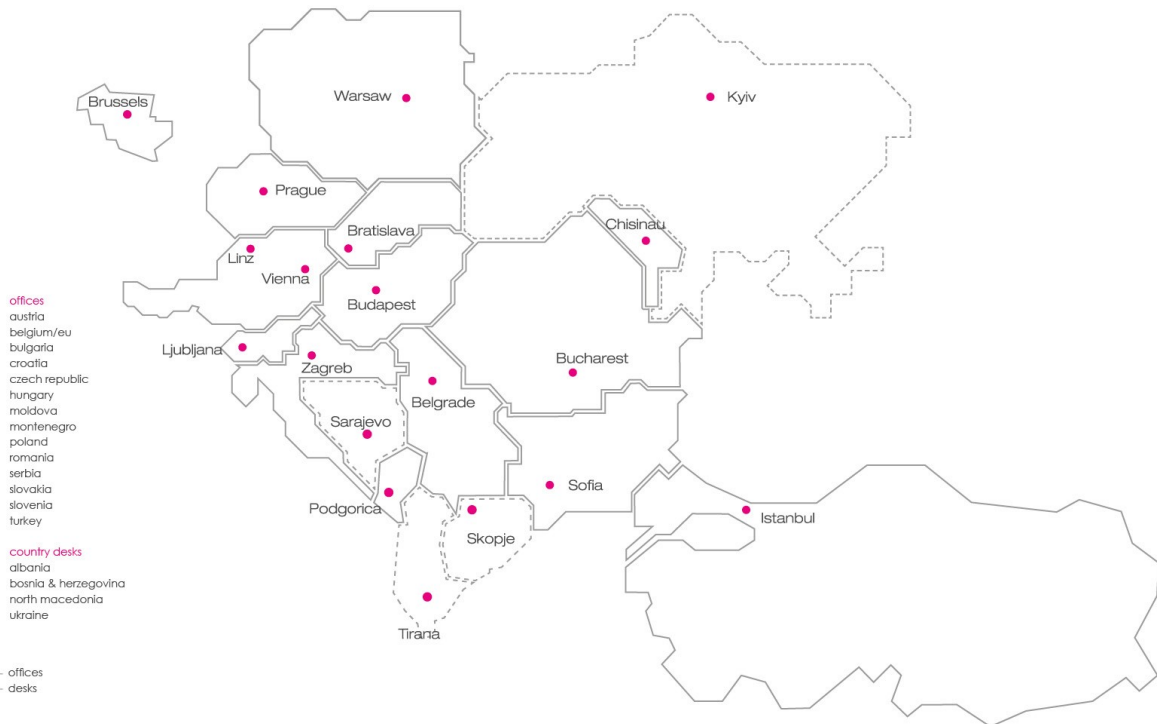 Warsaw
Kyiv
Brussels
Prague
Chisinau
Bratislava
Linz
Vienna
Budapest
Ljubljana
Zagreb
Bucharest
Belgrade
Sarajevo
Sofia
Podgorica
Istanbul
Skopje
Tirana
offices
austria
belgium/eu
bulgaria
croatia
czech republic
hungary
moldova
montenegro
poland
romania
serbia
slovakia
slovenia
turkey
country desks
albania
bosnia & herzegovina
north macedonia
ukraine
offices
desks